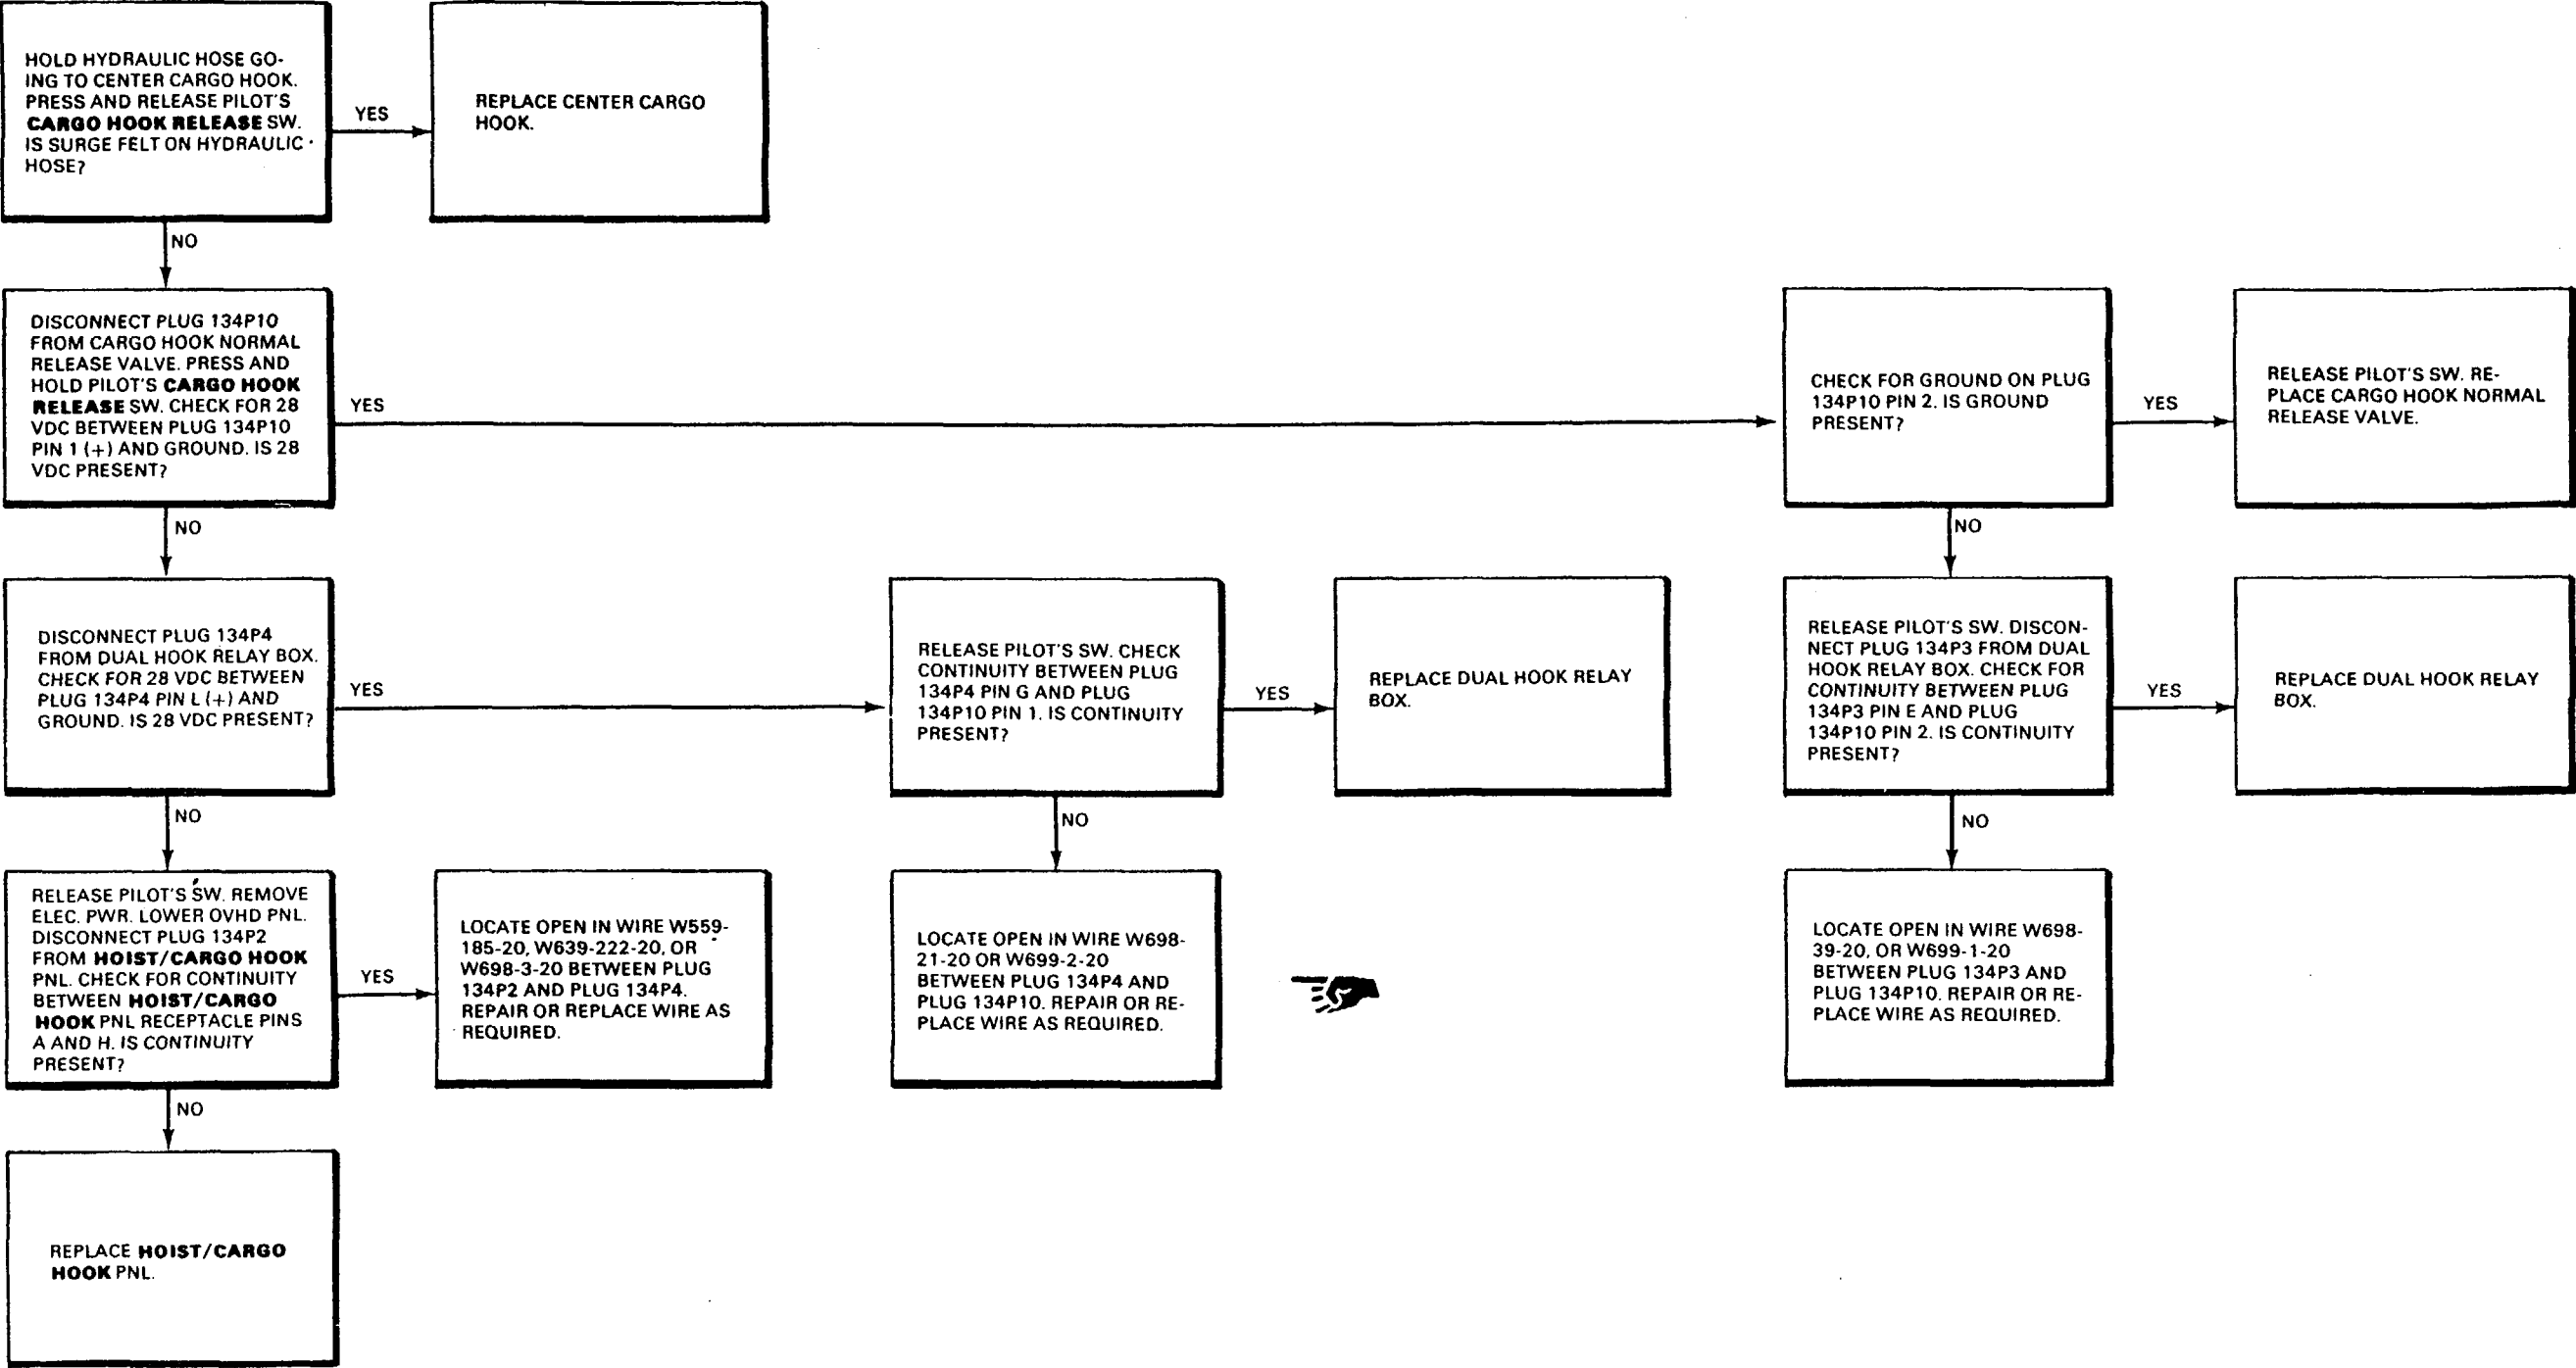 HOLD HYDRAULIC HOSE GO-
ING TO CENTER CARGO HOOK.
PRESS AND RELEASE PILOT'S
CARGO HOOK RELEASE SW.
IS SURGE FELT ON HYDRAULIC
HOSE?
YES
REPLACE CENTER CARGO
HOOK.
NO
DISCONNECT PLUG 134P10
FROM CARGO HOOK NORMAL
RELEASE VALVE. PRESS AND
HOLD PILOT'S CARGO HOOK
RELEASE SW. CHECK FOR 28
VDC BETWEEN PLUG 134P10
PIN 1 (+) AND GROUND. IS 28
VDC PRESENT?
YES
CHECK FOR GROUND ON PLUG
134P10 PIN 2. IS GROUND
PRESENT?
YES
RELEASE PILOT'S SW. RE-
PLACE CARGO HOOK NORMAL
RELEASE VALVE.
NO
NO
DISCONNECT PLUG 134P4
FROM DUAL HOOK RELAY BOX.
CHECK FOR 28 VDC BETWEEN
PLUG 134P4 PIN L (+) AND
GROUND. IS 28 VDC PRESENT?
YES
RELEASE PILOT'S SW. CHECK
CONTINUITY BETWEEN PLUG
134P4 PIN G AND PLUG
134P10 PIN 1. IS CONTINUITY
PRESENT?
YES
REPLACE DUAL HOOK RELAY
BOX.
RELEASE PILOT'S SW. DISCON-
NECT PLUG 134P3 FROM DUAL
HOOK RELAY BOX. CHECK FOR
CONTINUITY BETWEEN PLUG
134P3 PIN E AND PLUG
134P10 PIN 2. IS CONTINUITY
PRESENT?
YES
REPLACE DUAL HOOK RELAY
BOX.
NO
NO
NO
RELEASE PILOT'S SW. REMOVE
ELEC. PWR. LOWER OVHD PNL.
DISCONNECT PLUG 134P2
FROM HOIST/CARGO HOOK
PNL. CHECK FOR CONTINUITY
BETWEEN HOIST/CARGO
HOOK PNL RECEPTACLE PINS
A AND H. IS CONTINUITY
PRESENT?
YES
LOCATE OPEN IN WIRE W559-
185-20, W639-222-20, OR
W698-3-20 BETWEEN PLUG
134P2 AND PLUG 134P4.
REPAIR OR REPLACE WIRE AS
REQUIRED.
LOCATE OPEN IN WIRE W698-
21-20 OR W699-2-20
BETWEEN PLUG 134P4 AND
PLUG 134P10. REPAIR OR RE-
PLACE WIRE AS REQUIRED.
LOCATE OPEN IN WIRE W698-
39-20, OR W699-1-20
BETWEEN PLUG 134P3 AND
PLUG 134P10. REPAIR OR RE-
PLACE WIRE AS REQUIRED.
NO
REPLACE HOIST/CARGO
HOOK PNL.